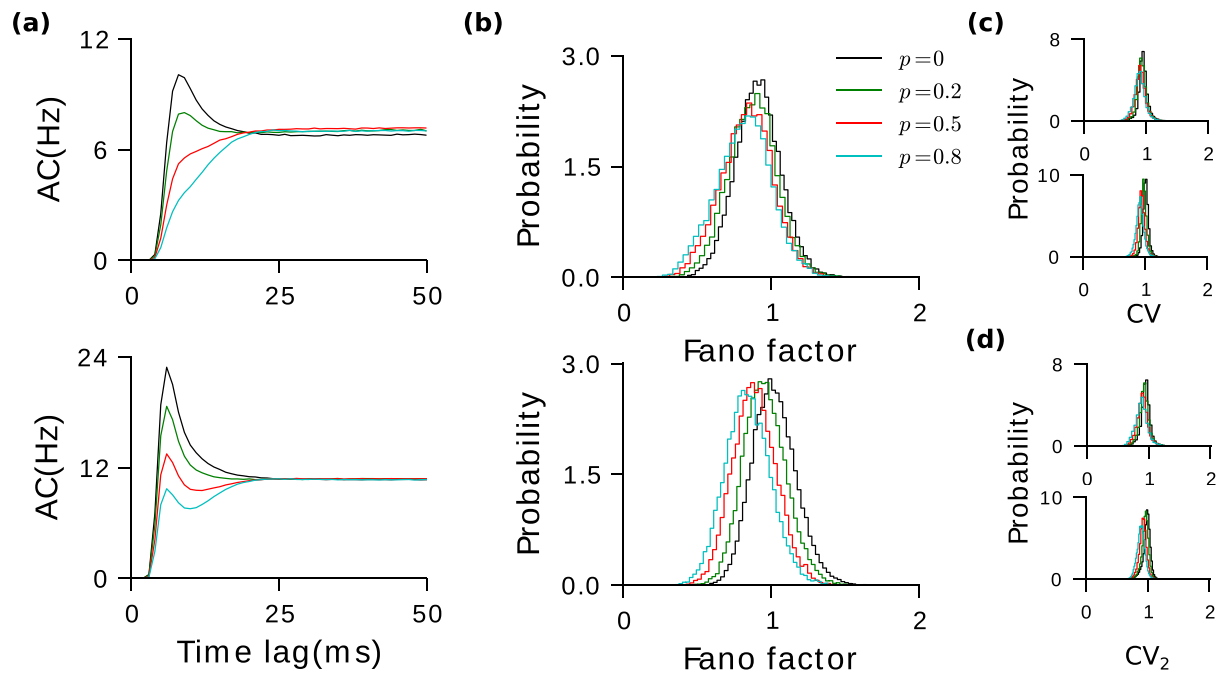 (a)
AC(Hz)
12
6
0
0 25 50
AC(Hz)
24
12
0
0 25 50
Time lag(ms)
(b)
Probability
3.0
1.5
0.0
0 1 2
Fano factor
p=0
p=0.2
p=0.5
p=0.8
Probability
3.0
1.5
0.0
0 1 2
Fano factor
(c)
Probability
8
0
0 1 2
10
0
0 1 2
CV
(d)
Probability
8
0
0 1 2
10
0
0 1 2
CV2